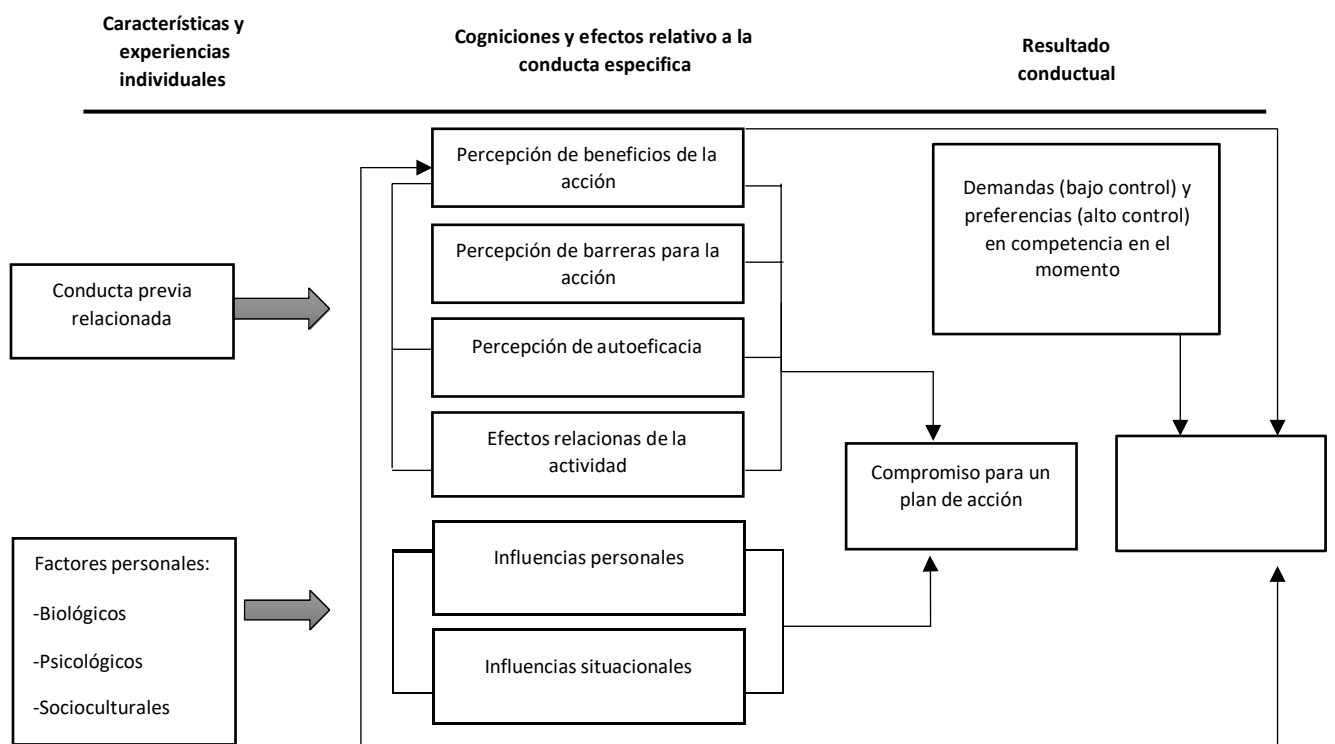 Características y
experiencias
individuales
Cogniciones y efectos relativo a la
conducta especifica
Resultado
conductual
Percepción de beneficios de la
acción
Percepción de barreras para la
acción
Percepción de autoeficacia
Efectos relacionas de la
actividad
Influencias personales
Influencias situacionales
Conducta previa
relacionada
Factores personales:
-Biológicos
-Psicológicos
-Socioculturales
Demandas (bajo control) y
preferencias (alto control)
en competencia en el
momento
Compromiso para un
plan de acción